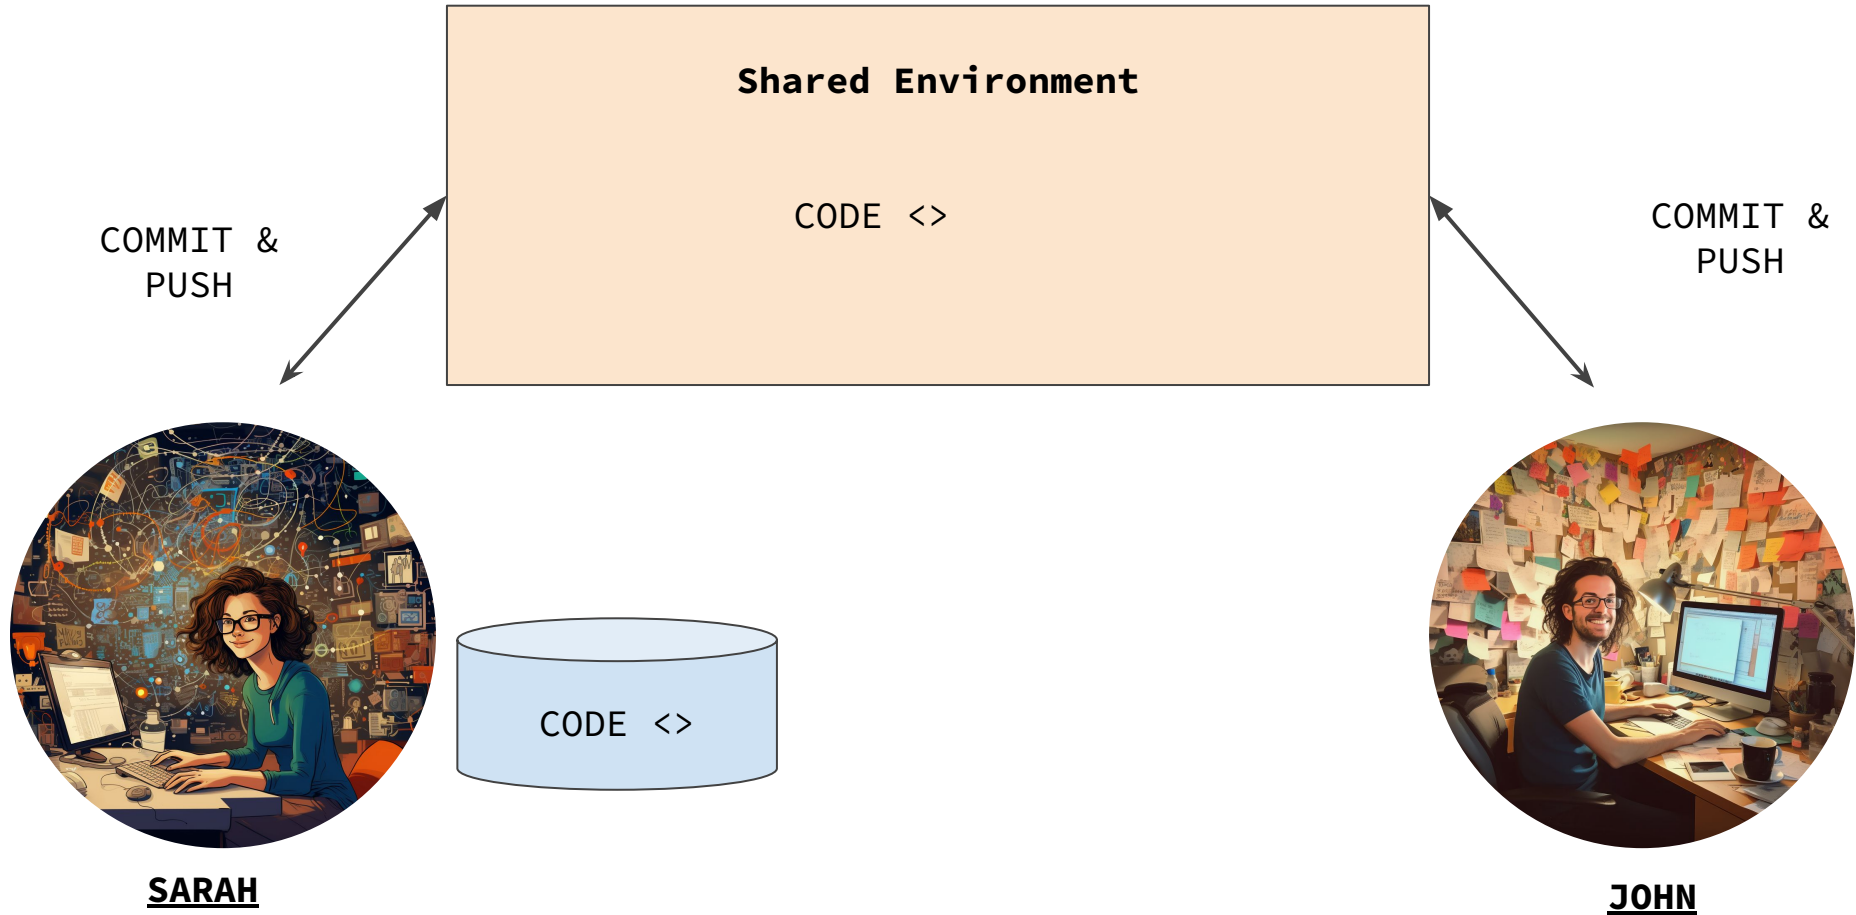 Shared Environment
CODE <>
COMMIT &
PUSH
COMMIT &
PUSH
CODE <>
SARAH
JOHN